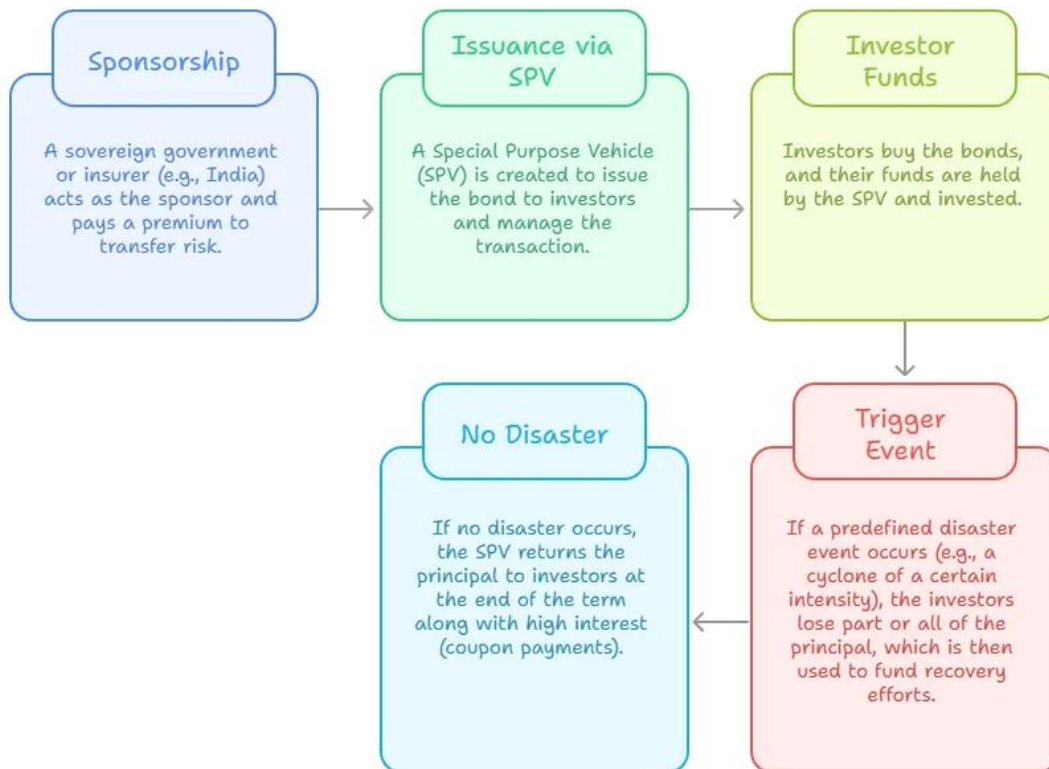 Sponsorship
A sovereign government
or insurer (e.g., India)
acts as the sponsor and
pays a premium to
transfer risk.
Issuance via
SPV
A Special Purpose Vehicle
(SPV) is created to issue
the bond to investors
and manage the
transaction.
Investor
Funds
Investors buy the bonds,
and their funds are held
by the SPV and invested.
Trigger
Event
If a predefined disaster
event occurs (e.g., a
cyclone of a certain
intensity), the investors
lose part or all of the
principal, which is then
used to fund recovery
efforts.
No Disaster
If no disaster occurs,
the SPV returns the
principal to investors at
the end of the term
along with high interest
(coupon payments).